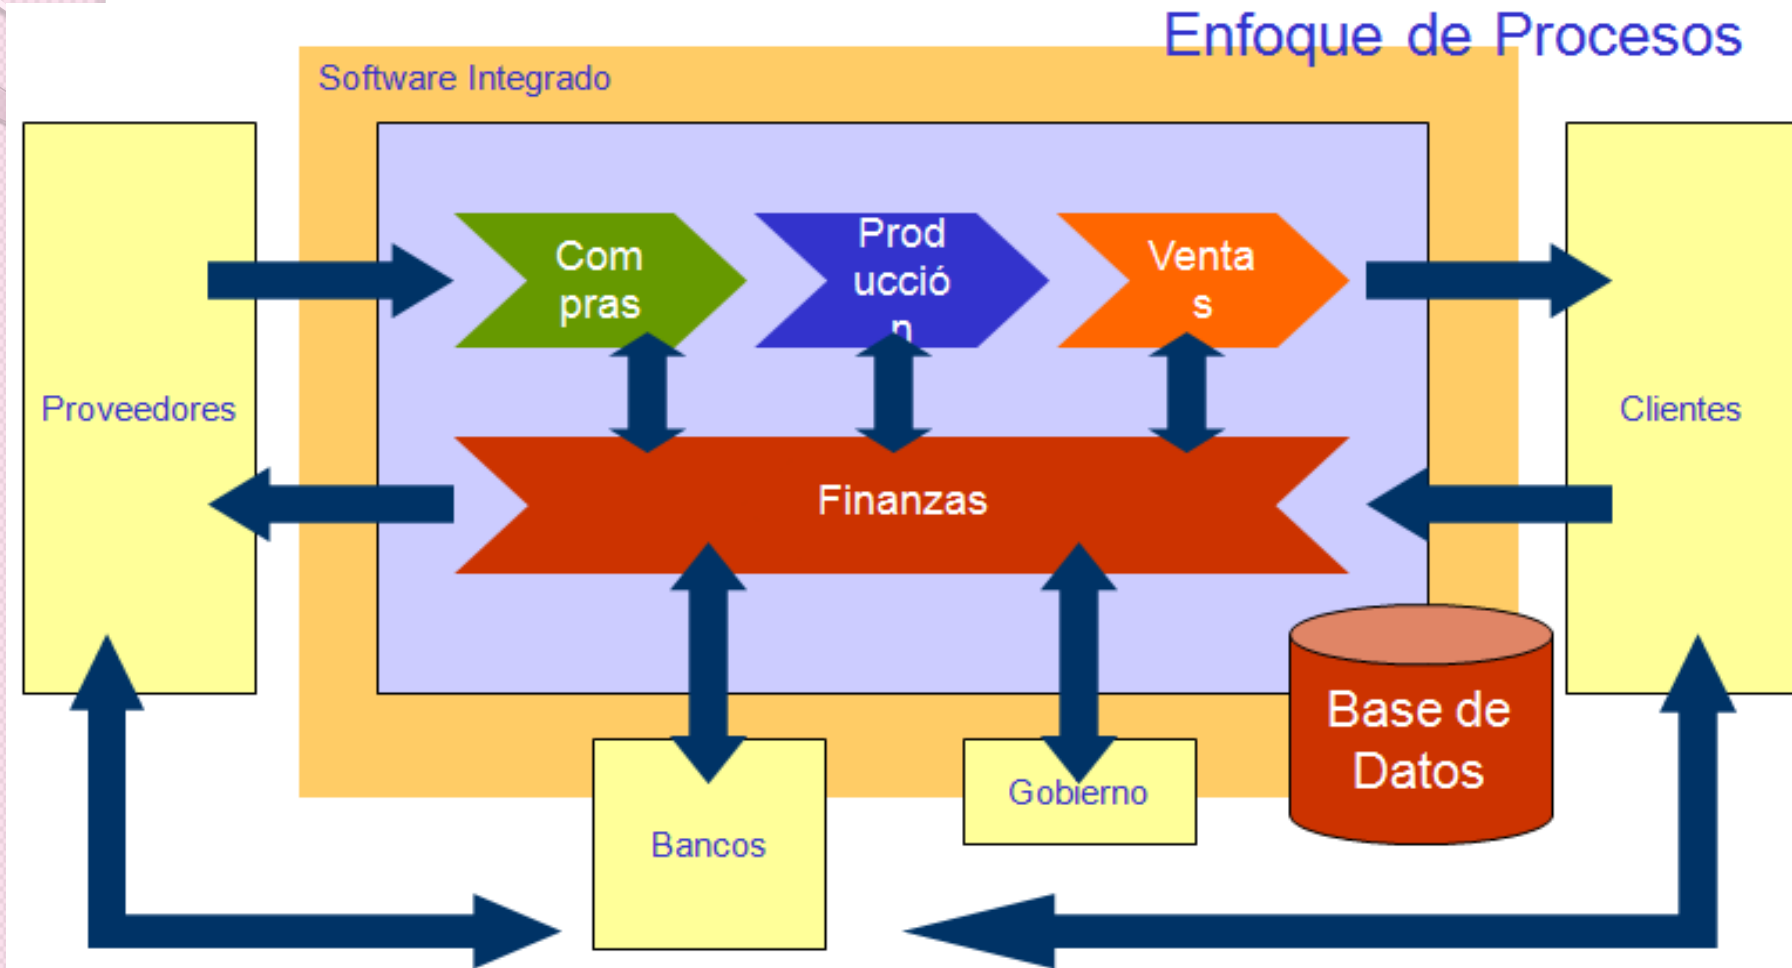 Enfoque de Procesos
Software Integrado
Proveedores
Com
pras
Prod
ucció
n
Venta
s
Clientes
Finanzas
Bancos
Gobierno
Base de
Datos